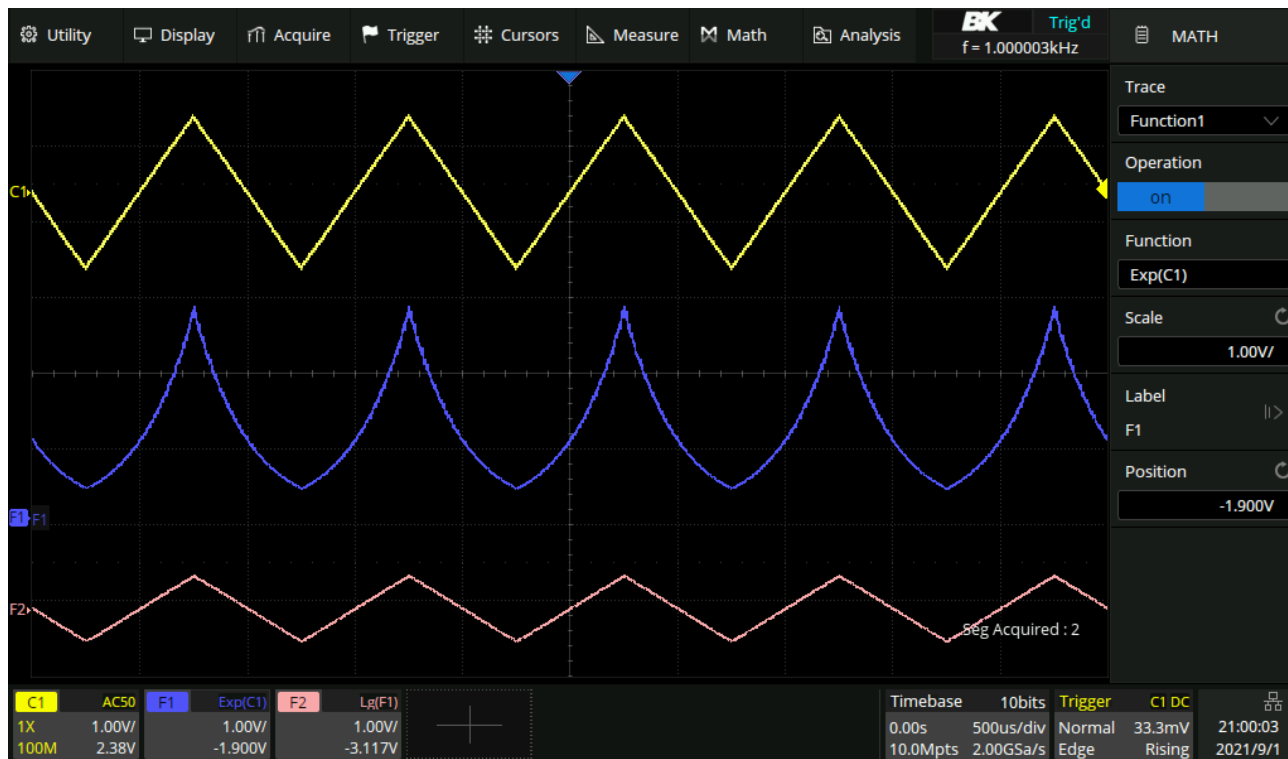 Utility Display Acquire Trigger Cursors Measure Math Analysis
BK Trig'd
f = 1.000003kHz
MATH
Trace
Function1
Operation
on
Function
Exp(C1)
Scale
1.00V/
Label
F1
Position
-1.900V
C1
F1 F1
F2
Seg Acquired : 2
C1 AC50
1X 1.00V/
100M 2.38V
F1 Exp(C1)
1.00V/
-1.900V
F2 Lg(F1)
1.00V/
-3.117V
Timebase 10bits
0.00s 500us/div
10.0Mpts 2.00GSa/s
Trigger C1 DC
Normal 33.3mV
Edge Rising
21:00:03
2021/9/1